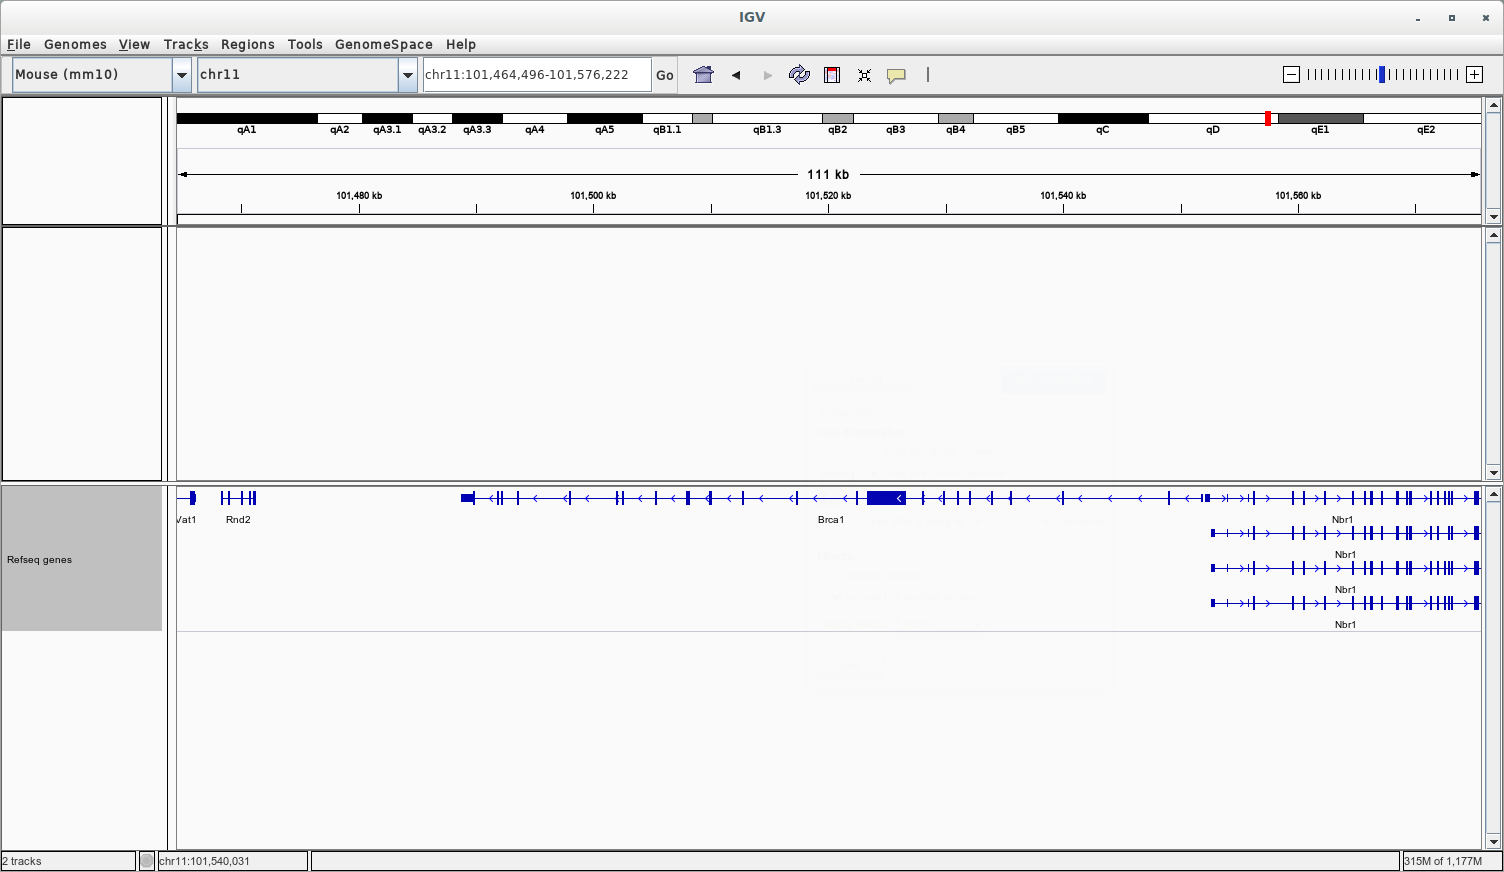 IGV
File Genomes View Tracks Regions Tools GenomeSpace Help
Mouse (mm10) chr11 chr11:101,464,496-101,576,222 Go
qA1 qA2 qA3.1 qA3.2 qA3.3 qA4 qA5 qB1.1 qB1.3 qB2 qB3 qB4 qB5 qC qD qE1 qE2
111 kb
101,480 kb 101,500 kb 101,520 kb 101,540 kb 101,560 kb
Vat1 Rnd2 Brca1 Nbr1
Nbr1
Refseq genes
Nbr1
Nbr1
2 tracks chr11:101,540,031 315M of 1,177M